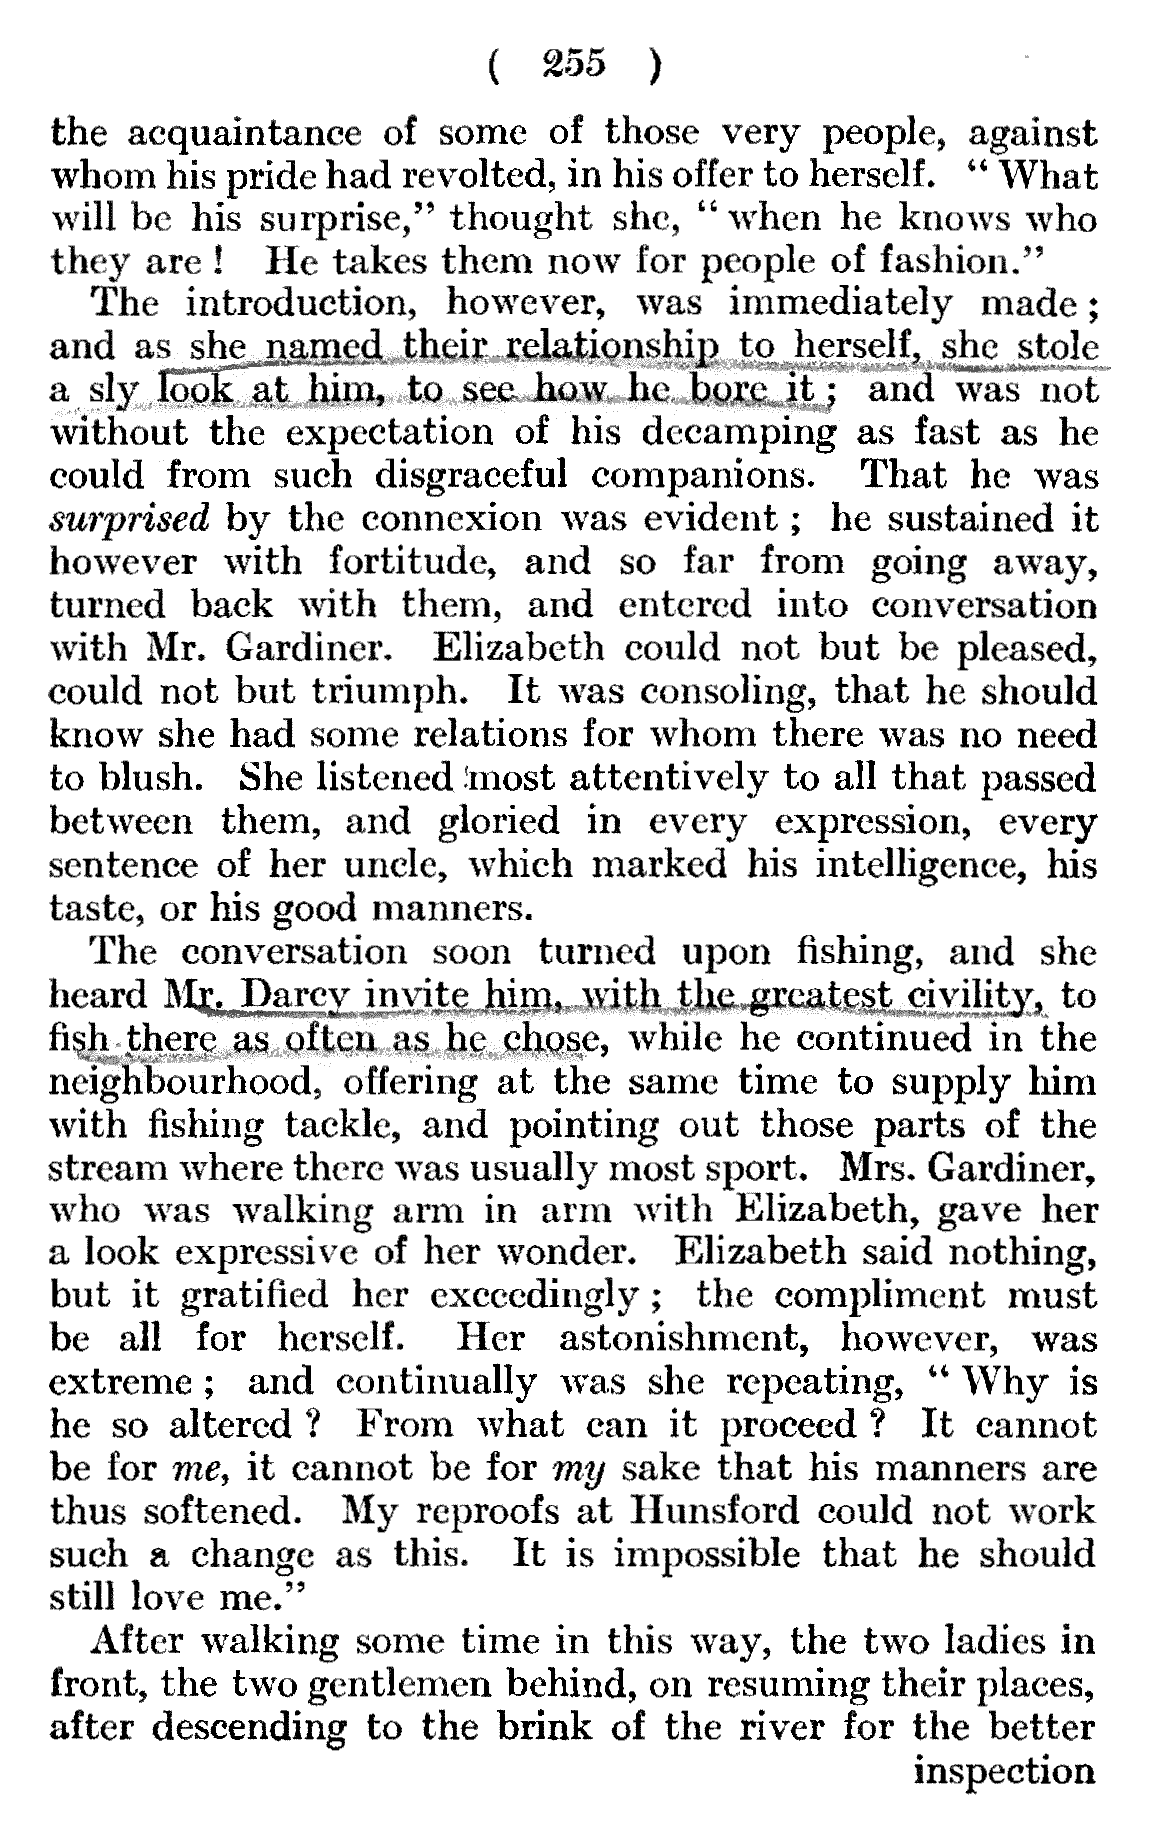 ( 255 )
the acquaintance of some of those very people, against
whom his pride had revolted, in his offer to herself. “ What
will be his surprise,” thought she, “ when he knows who
they are ! He takes them now for people of fashion.”
The introduction, however, was immediately made ;
and as she named their relationship to herself, she stole
a sly look at him, to see how he bore it ; and was not
without the expectation of his decamping as fast as he
could from such disgraceful companions. That he was
surprised by the connexion was evident ; he sustained it
however with fortitude, and so far from going away,
turned back with them, and entered into conversation
with Mr. Gardiner. Elizabeth could not but be pleased,
could not but triumph. It was consoling, that he should
know she had some relations for whom there was no need
to blush. She listened most attentively to all that passed
between them, and gloried in every expression, every
sentence of her uncle, which marked his intelligence, his
taste, or his good manners.
The conversation soon turned upon fishing, and she
heard Mr. Darcy invite him, with the greatest civility, to
fish there as often as he chose, while he continued in the
neighbourhood, offering at the same time to supply him
with fishing tackle, and pointing out those parts of the
stream where there was usually most sport. Mrs. Gardiner,
who was walking arm in arm with Elizabeth, gave her
a look expressive of her wonder. Elizabeth said nothing,
but it gratified her exceedingly ; the compliment must
be all for herself. Her astonishment, however, was
extreme ; and continually was she repeating, “ Why is
he so altered ? From what can it proceed ? It cannot
be for me, it cannot be for my sake that his manners are
thus softened. My reproofs at Hunsford could not work
such a change as this. It is impossible that he should
still love me.”
After walking some time in this way, the two ladies in
front, the two gentlemen behind, on resuming their places,
after descending to the brink of the river for the better
inspection